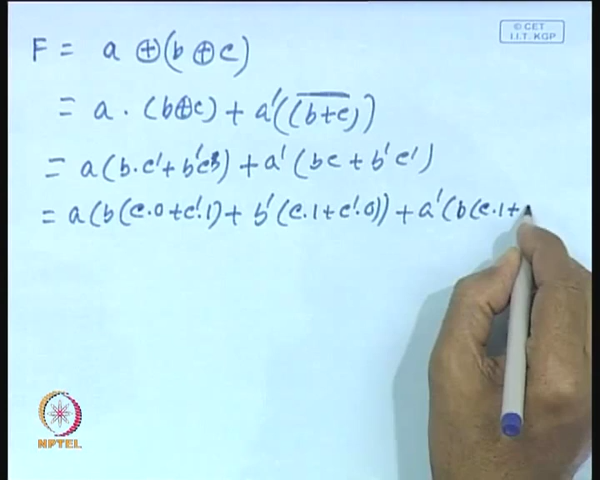 © CET
I.I.T. KGP
F = a ⊕ (b ⊕ c)
= a . (b⊕c) + a'((b+c))
= a(b.c' + b'c) + a'(bc + b'c')
= a(b(c.0 + c'.1) + b'(c.1 + c'.0)) + a'(b(c.1 +
NPTEL